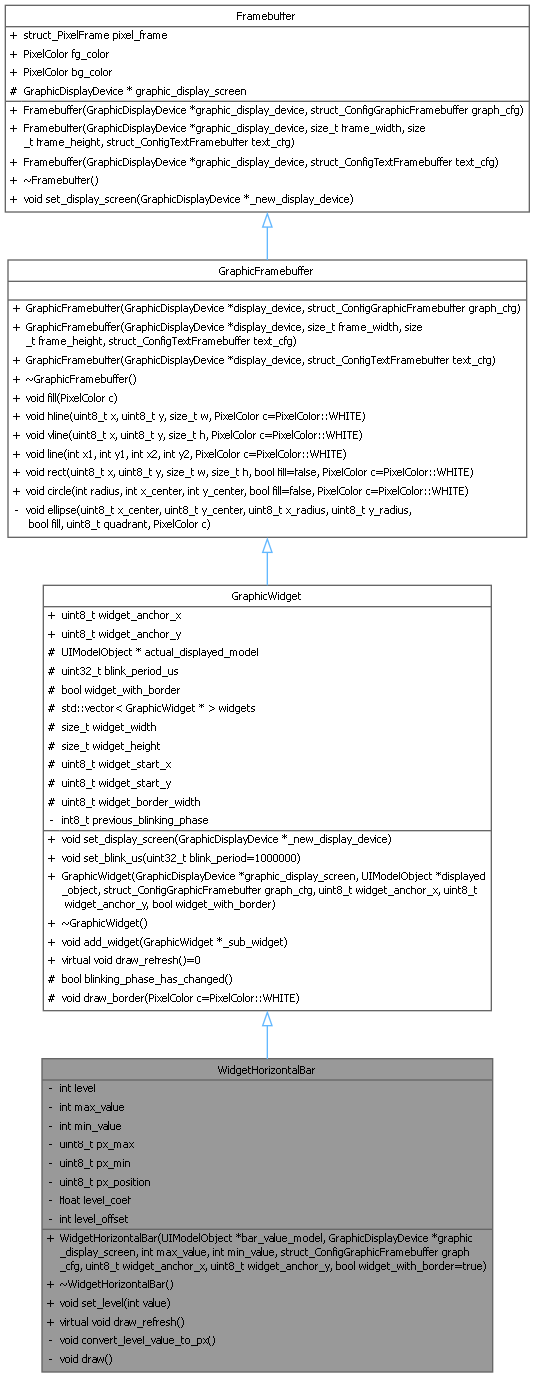 Framebuffer
+ struct_PixelFrame pixel_frame
+ PixelColor fg_color
+ PixelColor bg_color
# GraphicDisplayDevice * graphic_display_screen
+ Framebuffer(GraphicDisplayDevice *graphic_display_device, struct_ConfigGraphicFramebuffer graph_cfg)
+ Framebuffer(GraphicDisplayDevice *graphic_display_device, size_t frame_width, size
_t frame_height, struct_ConfigTextFramebuffer text_cfg)
+ Framebuffer(GraphicDisplayDevice *graphic_display_device, struct_ConfigTextFramebuffer text_cfg)
+ ~Framebuffer()
+ void set_display_screen(GraphicDisplayDevice *_new_display_device)
GraphicFramebuffer
+ GraphicFramebuffer(GraphicDisplayDevice *display_device, struct_ConfigGraphicFramebuffer graph_cfg)
+ GraphicFramebuffer(GraphicDisplayDevice *display_device, size_t frame_width, size
_t frame_height, struct_ConfigTextFramebuffer text_cfg)
+ GraphicFramebuffer(GraphicDisplayDevice *display_device, struct_ConfigTextFramebuffer text_cfg)
+ ~GraphicFramebuffer()
+ void fill(PixelColor c)
+ void hline(uint8_t x, uint8_t y, size_t w, PixelColor c=PixelColor::WHITE)
+ void vline(uint8_t x, uint8_t y, size_t h, PixelColor c=PixelColor::WHITE)
+ void line(int x1, int y1, int x2, int y2, PixelColor c=PixelColor::WHITE)
+ void rect(uint8_t x, uint8_t y, size_t w, size_t h, bool fill=false, PixelColor c=PixelColor::WHITE)
+ void circle(int radius, int x_center, int y_center, bool fill=false, PixelColor c=PixelColor::WHITE)
- void ellipse(uint8_t x_center, uint8_t y_center, uint8_t x_radius, uint8_t y_radius,
bool fill, uint8_t quadrant, PixelColor c)
GraphicWidget
+ uint8_t widget_anchor_x
+ uint8_t widget_anchor_y
# UIModelObject * actual_displayed_model
# uint32_t blink_period_us
# bool widget_with_border
# std::vector< GraphicWidget * > widgets
# size_t widget_width
# size_t widget_height
# uint8_t widget_start_x
# uint8_t widget_start_y
# uint8_t widget_border_width
- int8_t previous_blinking_phase
+ void set_display_screen(GraphicDisplayDevice *_new_display_device)
+ void set_blink_us(uint32_t blink_period=1000000)
+ GraphicWidget(GraphicDisplayDevice *graphic_display_screen, UIModelObject *displayed
_object, struct_ConfigGraphicFramebuffer graph_cfg, uint8_t widget_anchor_x, uint8_t
widget_anchor_y, bool widget_with_border)
+ ~GraphicWidget()
+ void add_widget(GraphicWidget *_sub_widget)
+ virtual void draw_refresh()=0
# bool blinking_phase_has_changed()
# void draw_border(PixelColor c=PixelColor::WHITE)
WidgetHorizontalBar
- int level
- int max_value
- int min_value
- uint8_t px_max
- uint8_t px_min
- uint8_t px_position
- float level_coef
- int level_offset
+ WidgetHorizontalBar(UIModelObject *bar_value_model, GraphicDisplayDevice *graphic
_display_screen, int max_value, int min_value, struct_ConfigGraphicFramebuffer graph
_cfg, uint8_t widget_anchor_x, uint8_t widget_anchor_y, bool widget_with_border=true)
+ ~WidgetHorizontalBar()
+ void set_level(int value)
+ virtual void draw_refresh()
- void convert_level_value_to_px()
- void draw()